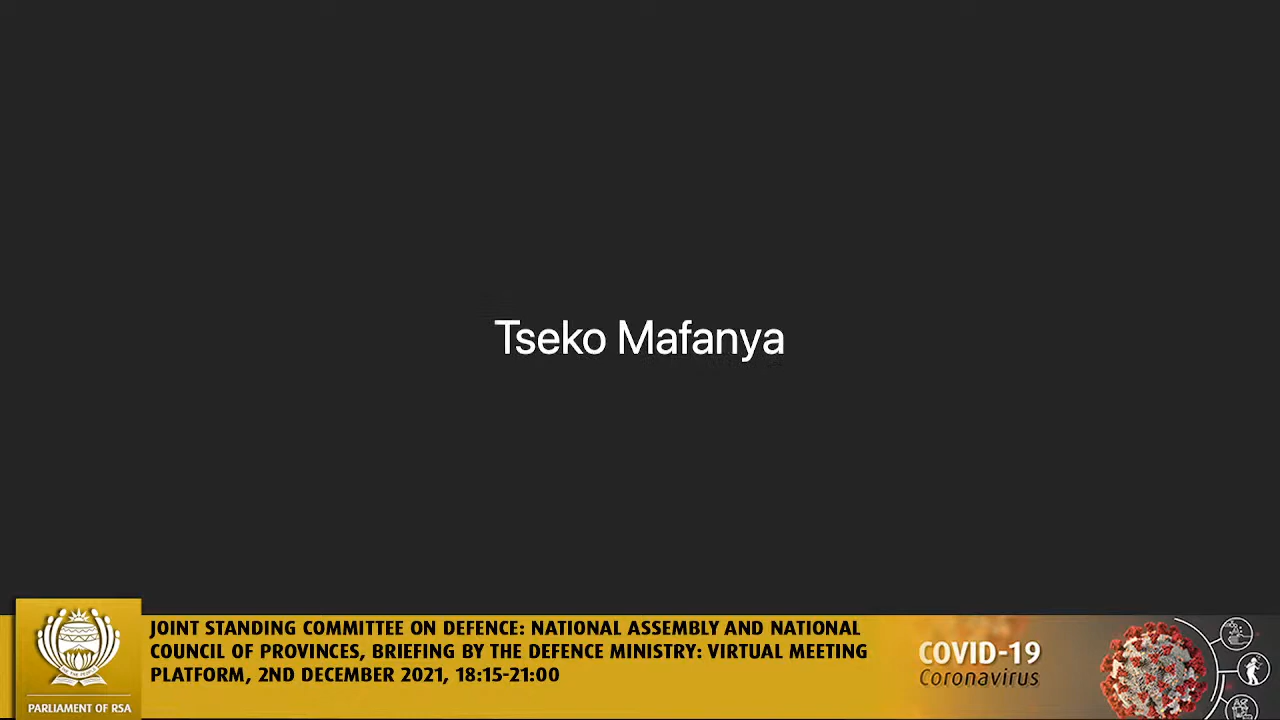 Tseko Mafanya
JOINT STANDING COMMITTEE ON DEFENCE: NATIONAL ASSEMBLY AND NATIONAL
COUNCIL OF PROVINCES, BRIEFING BY THE DEFENCE MINISTRY: VIRTUAL MEETING
PLATFORM, 2ND DECEMBER 2021, 18:15-21:00
PARLIAMENT OF RSA
COVID-19
Coronavirus